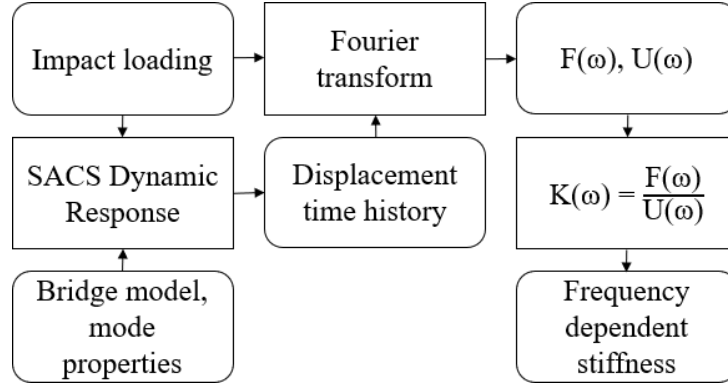 Impact loading
Fourier
transform
F(ω), U(ω)
SACS Dynamic
Response
Displacement
time history
K(ω) = F(ω)/U(ω)
Bridge model,
mode
properties
Frequency
dependent
stiffness